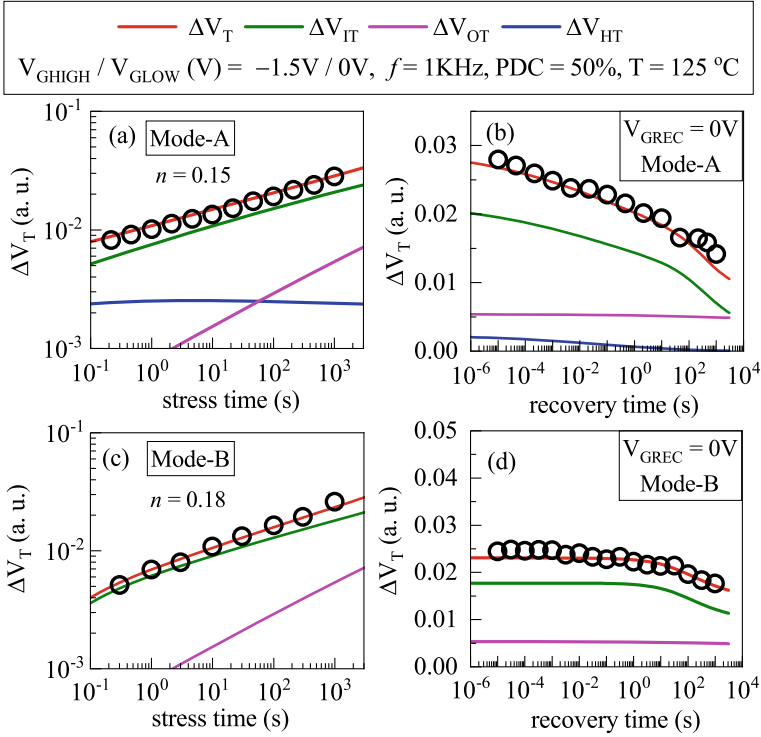 ΔV_T ΔV_IT ΔV_OT ΔV_HT
V_GHIGH / V_GLOW (V) = −1.5V / 0V, f = 1KHz, PDC = 50%, T = 125 °C
(a) Mode-A
n = 0.15
10^-1
10^-2
10^-3
ΔV_T (a. u.)
10^-1 10^0 10^1 10^2 10^3
stress time (s)
(b) V_GREC = 0V
Mode-A
0.03
0.02
0.01
0.00
ΔV_T (a. u.)
10^-6 10^-4 10^-2 10^0 10^2 10^4
recovery time (s)
(c) Mode-B
n = 0.18
10^-1
10^-2
10^-3
ΔV_T (a. u.)
10^-1 10^0 10^1 10^2 10^3
stress time (s)
(d) V_GREC = 0V
Mode-B
0.05
0.04
0.03
0.02
0.01
0.00
ΔV_T (a. u.)
10^-6 10^-4 10^-2 10^0 10^2 10^4
recovery time (s)